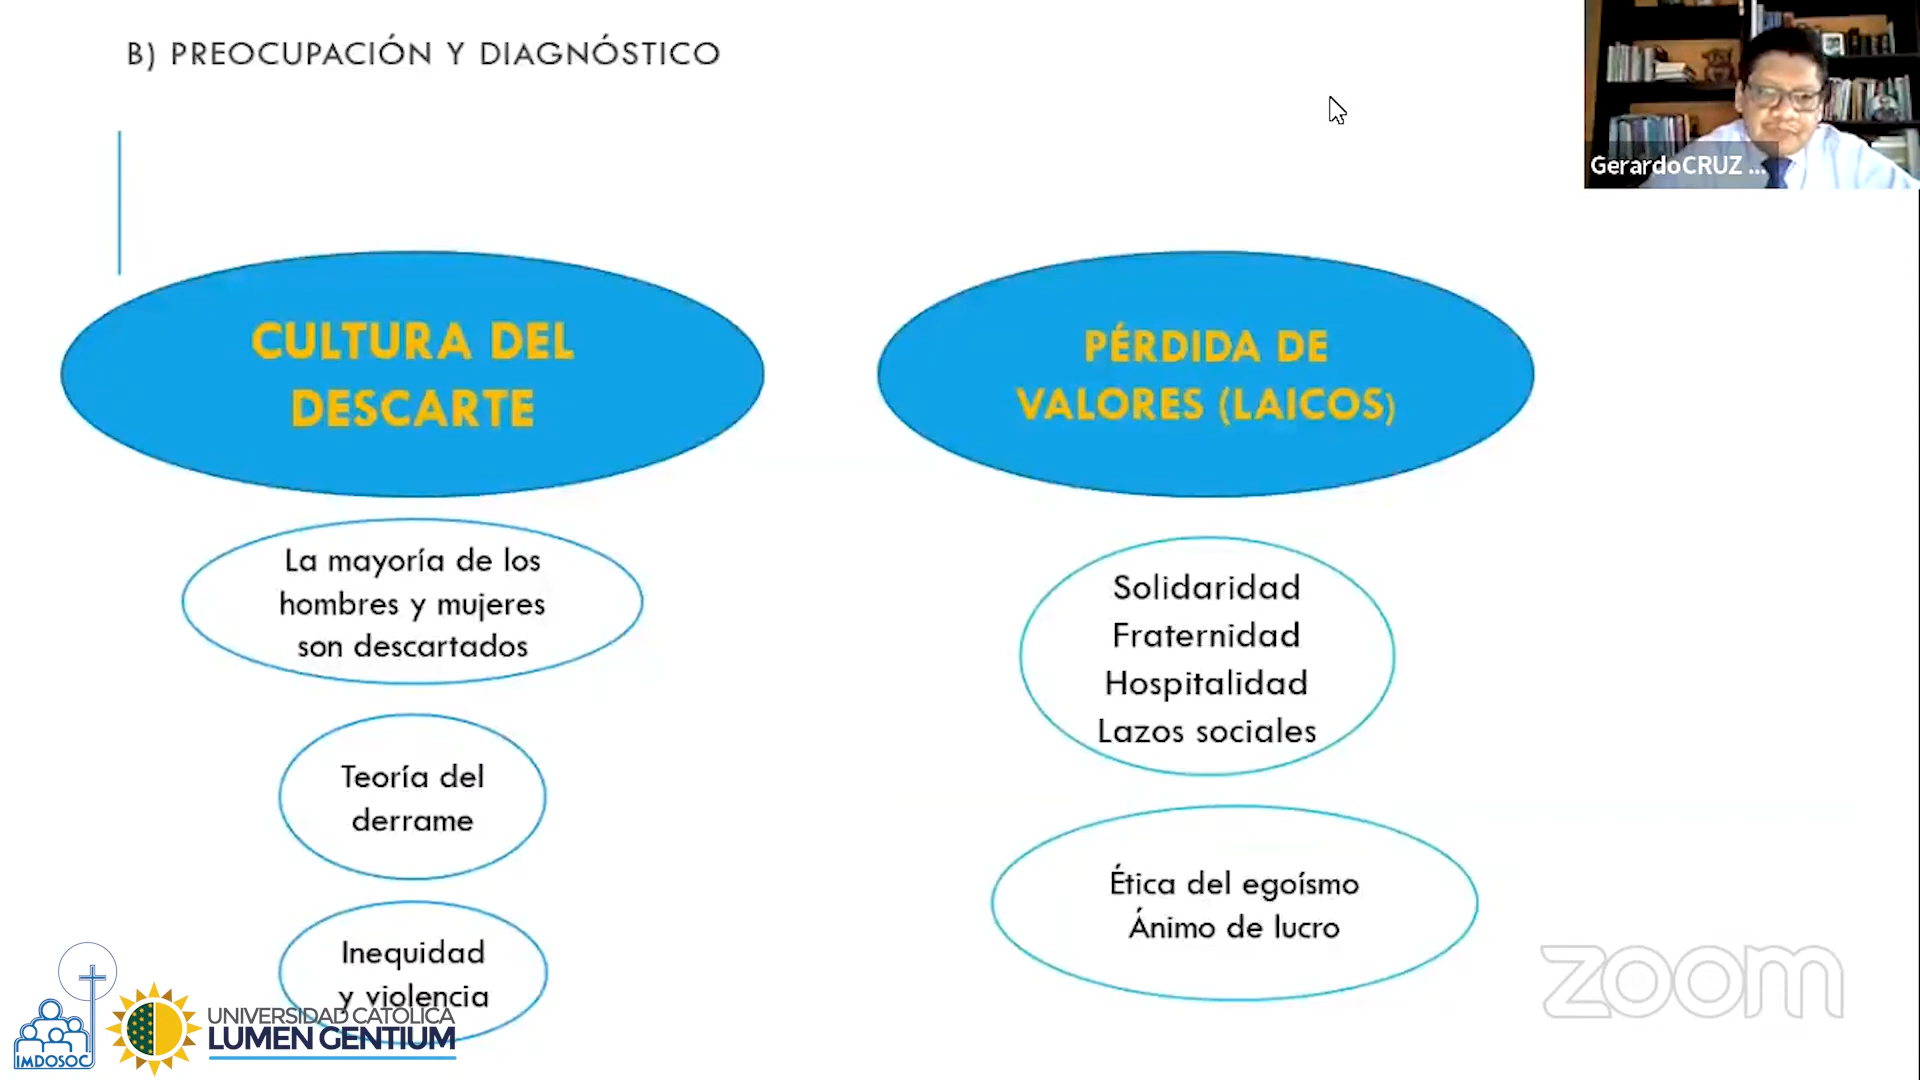 B) PREOCUPACIÓN Y DIAGNÓSTICO
GerardoCRUZ ...
CULTURA DEL
DESCARTE
La mayoría de los
hombres y mujeres
son descartados
Teoría del
derrame
Inequidad
y violencia
PÉRDIDA DE
VALORES (LAICOS)
Solidaridad
Fraternidad
Hospitalidad
Lazos sociales
Ética del egoísmo
Ánimo de lucro
IMDOSOC
UNIVERSIDAD CATÓLICA
LUMEN GENTIUM
zoom